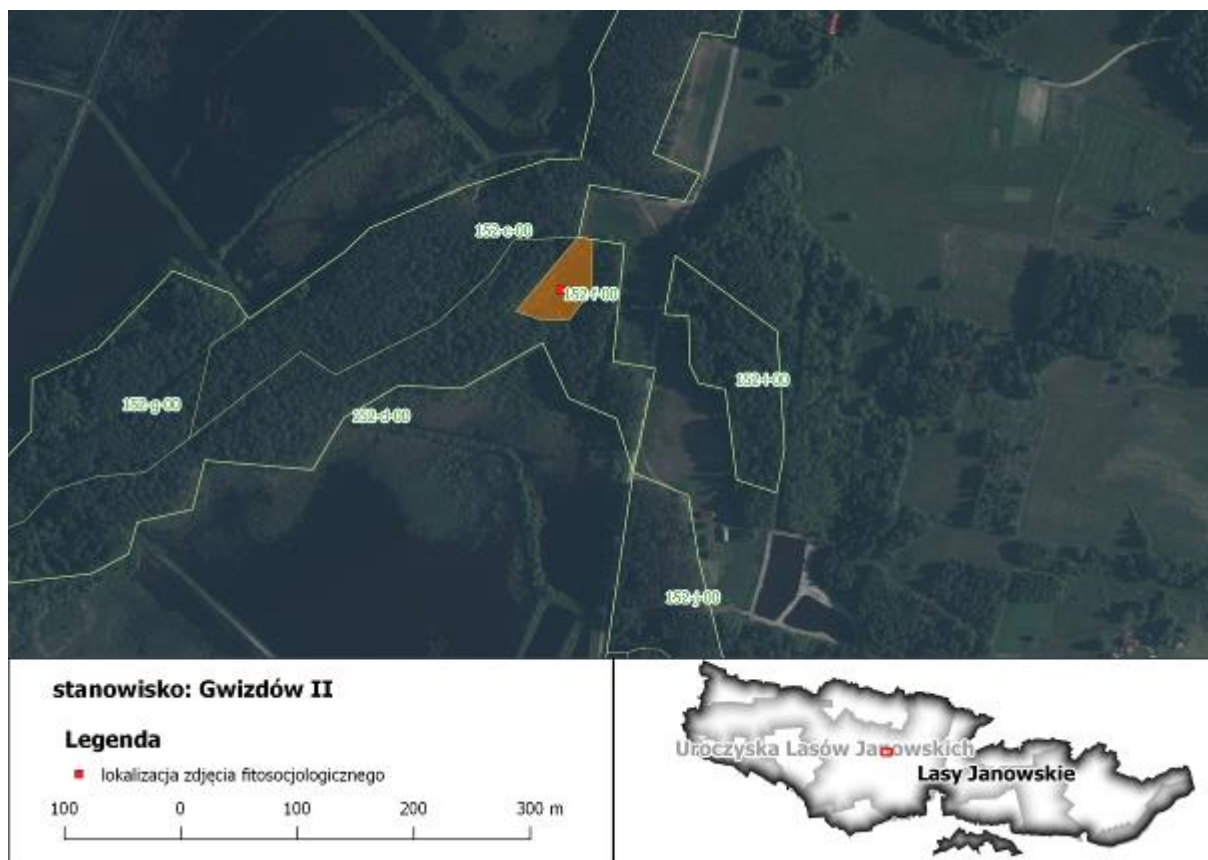 152-c-00
152-f-00
152-i-00
152-g-00
152-d-00
152-j-00
stanowisko: Gwizdów II
Legenda
lokalizacja zdjęcia fitosocjologicznego
100 0 100 200 300 m
Uroczyska Lasów Janowskich
Lasy Janowskie